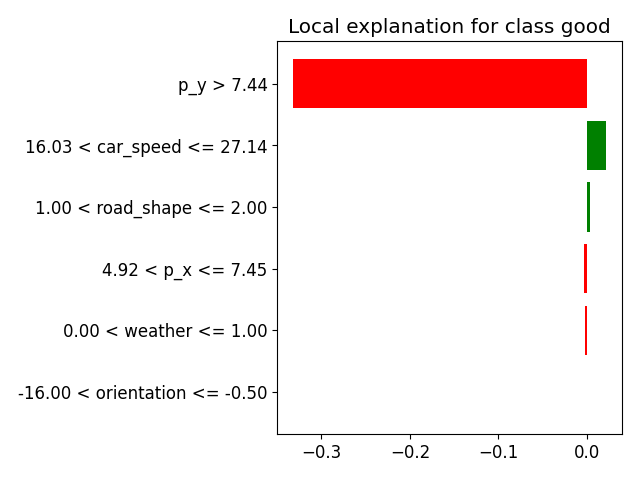 Local explanation for class good
p_y > 7.44
16.03 < car_speed <= 27.14
1.00 < road_shape <= 2.00
4.92 < p_x <= 7.45
0.00 < weather <= 1.00
-16.00 < orientation <= -0.50
−0.3 −0.2 −0.1 0.0